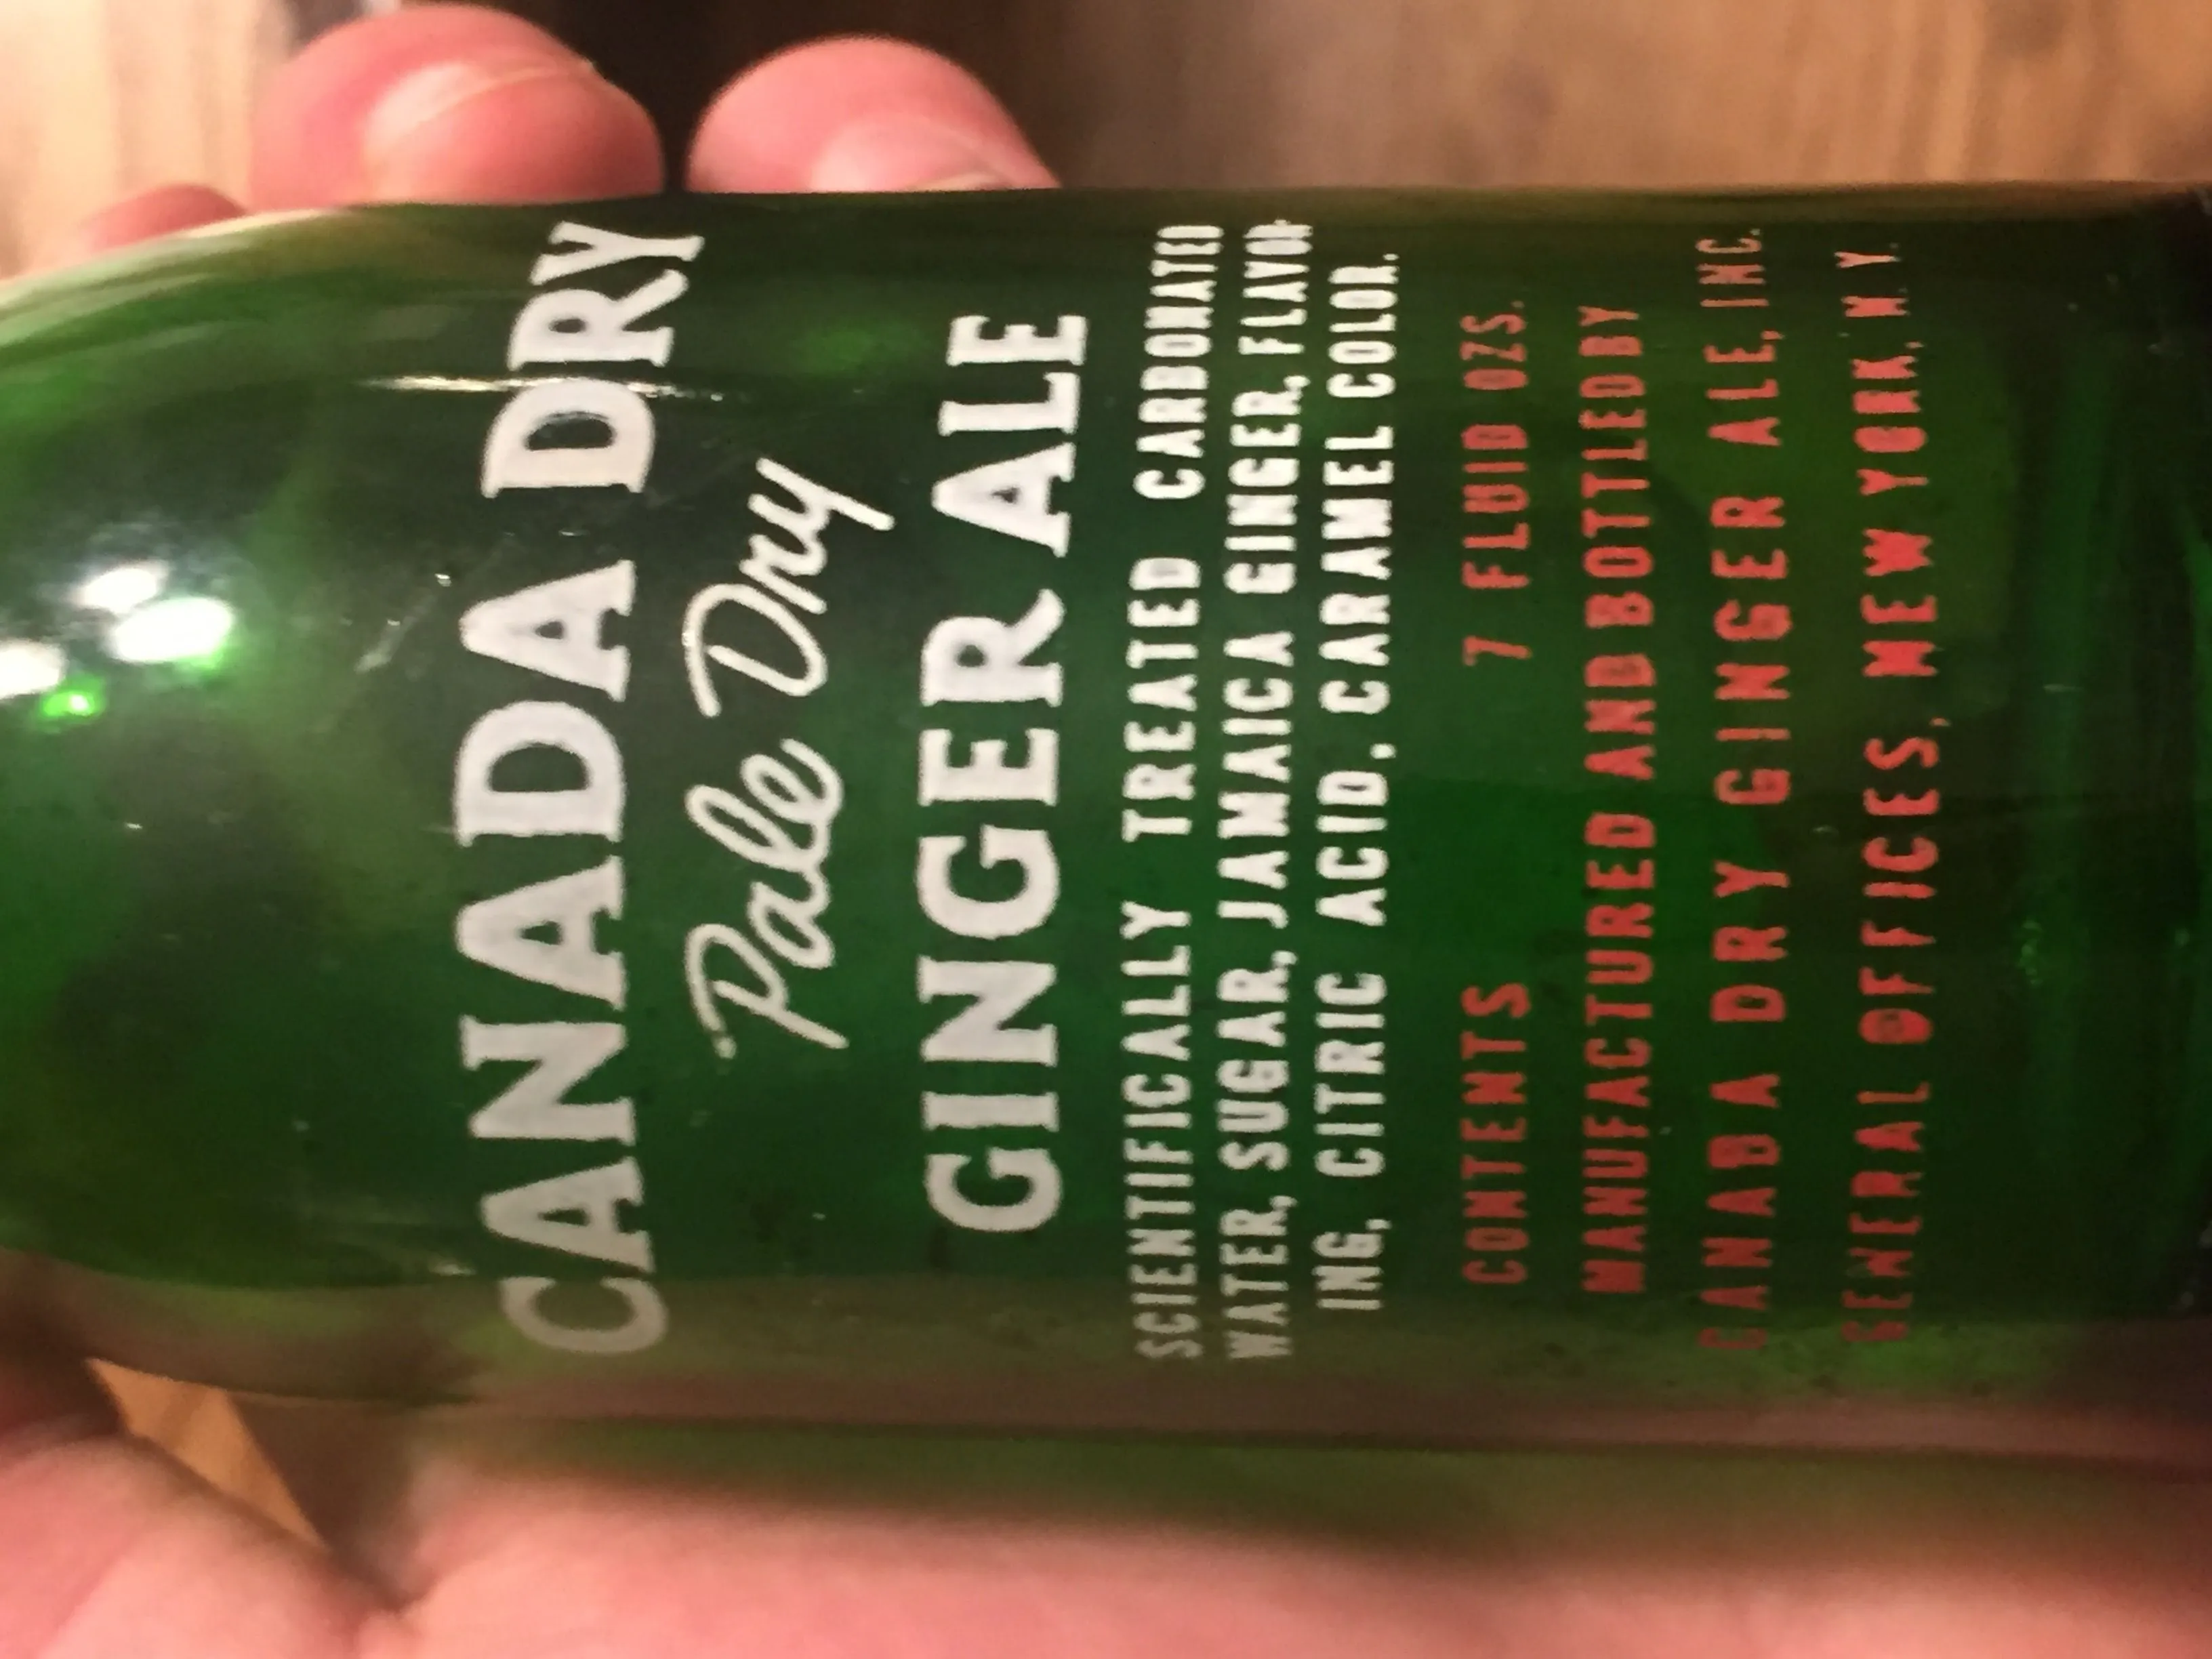 CANADA DRY
Pale Dry
GINGER ALE
SCIENTIFICALLY TREATED CARBONATED
WATER, SUGAR, JAMAICA GINGER, FLAVOR-
ING, CITRIC ACID, CARAMEL COLOR.
CONTENTS 7 FLUID OZS.
MANUFACTURED AND BOTTLED BY
CANADA DRY GINGER ALE, INC.
GENERAL OFFICES, NEW YORK, N.Y.